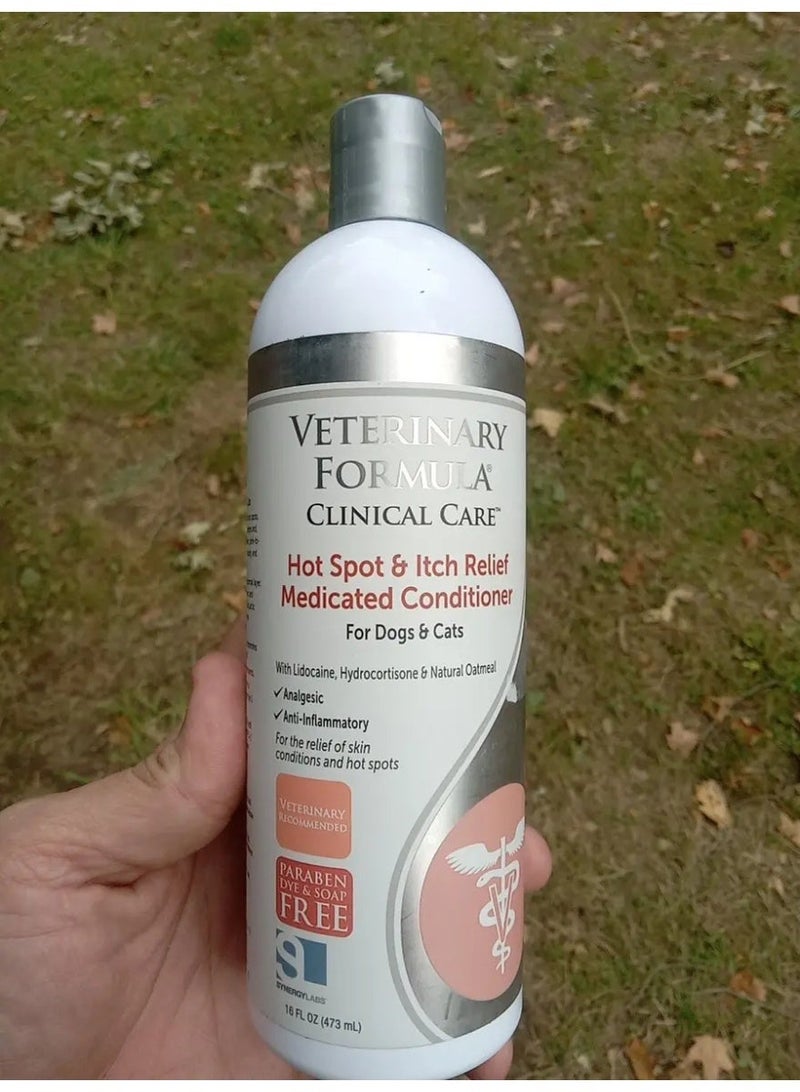 VETERINARY
FORMULA®
CLINICAL CARE™
Hot Spot & Itch Relief
Medicated Conditioner
For Dogs & Cats
With Lidocaine, Hydrocortisone & Natural Oatmeal
✓Analgesic
✓Anti-Inflammatory
For the relief of skin
conditions and hot spots
VETERINARY
RECOMMENDED
PARABEN
DYE & SOAP
FREE
S
SYNERGYLABS
16 FL OZ (473 mL)